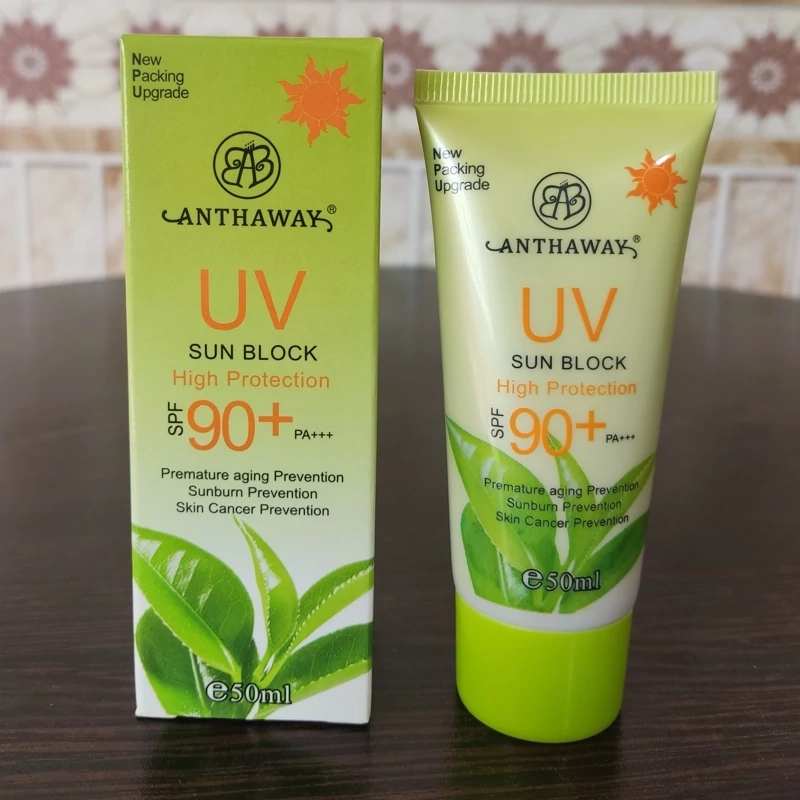 New
Packing
Upgrade
AB
ANTHAWAY®
UV
SUN BLOCK
High Protection
SPF 90+ PA+++
Premature aging Prevention
Sunburn Prevention
Skin Cancer Prevention
e50ml
New
Packing
Upgrade
AB
ANTHAWAY®
UV
SUN BLOCK
High Protection
SPF 90+ PA+++
Premature aging Prevention
Sunburn Prevention
Skin Cancer Prevention
e50ml